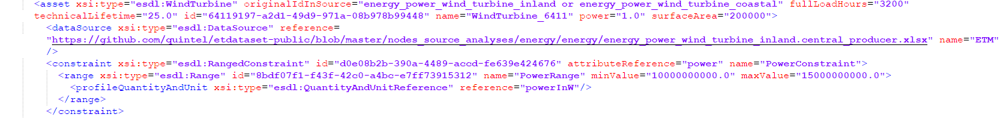 <asset xsi:type="esdl:WindTurbine" originalIdInSource="energy_power_wind_turbine_inland or energy_power_wind_turbine_coastal" fullLoadHours="3200"
technicalLifetime="25.0" id="64119197-a2d1-49d9-971a-08b978b99448" name="WindTurbine_6411" power="1.0" surfaceArea="200000">
<dataSource xsi:type="esdl:DataSource" reference=
"https://github.com/quintel/etdataset-public/blob/master/nodes_source_analyses/energy/energy/energy_power_wind_turbine_inland.central_producer.xlsx" name="ETM"
/>
<constraint xsi:type="esdl:RangedConstraint" id="d0e08b2b-390a-4489-accd-fe639e424676" attributeReference="power" name="PowerConstraint">
<range xsi:type="esdl:Range" id="8bdf07f1-f43f-42c0-a4bc-e7ff73915312" name="PowerRange" minValue="10000000000.0" maxValue="15000000000.0">
<profileQuantityAndUnit xsi:type="esdl:QuantityAndUnitReference" reference="powerInW"/>
</range>
</constraint>